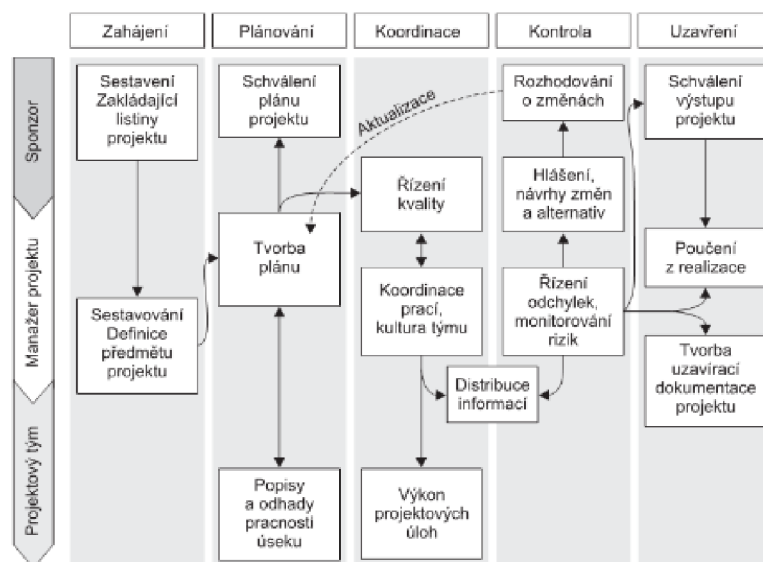 Zahájení
Plánování
Koordinace
Kontrola
Uzavření
Sponzor
Manažer projektu
Projektový tým
Sestavení
Zakládající
listiny
projektu
Sestavování
Definice
předmětu
projektu
Schválení
plánu
projektu
Tvorba
plánu
Popisy
a odhady
pracnosti
úseku
Aktualizace
Řízení
kvality
Koordinace
prací,
kultura týmu
Distribuce
informací
Výkon
projektových
úloh
Rozhodování
o změnách
Hlášení,
návrhy změn
a alternativ
Řízení
odchylek,
monitorování
rizik
Schválení
výstupu
projektu
Poučení
z realizace
Tvorba
uzavírací
dokumentace
projektu